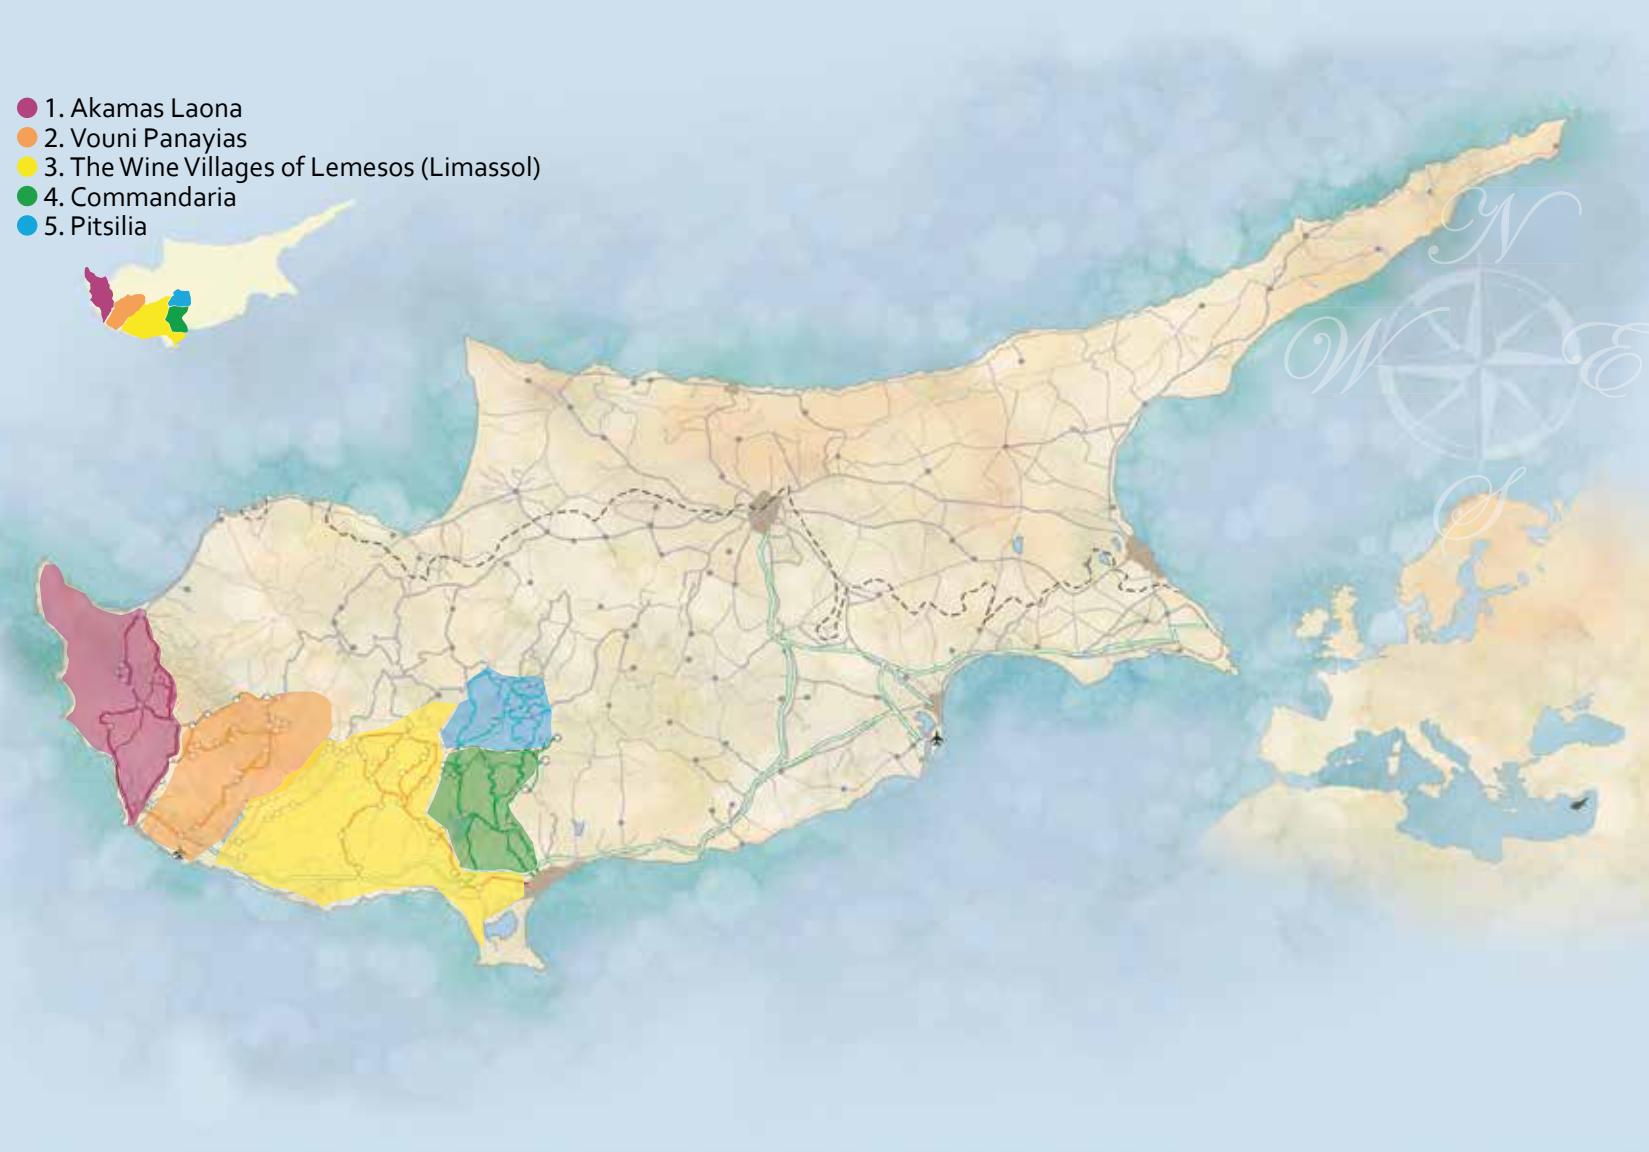 1. Akamas Laona
2. Vouni Panayias
3. The Wine Villages of Lemesos (Limassol)
4. Commandaria
5. Pitsilia
N
W E
S